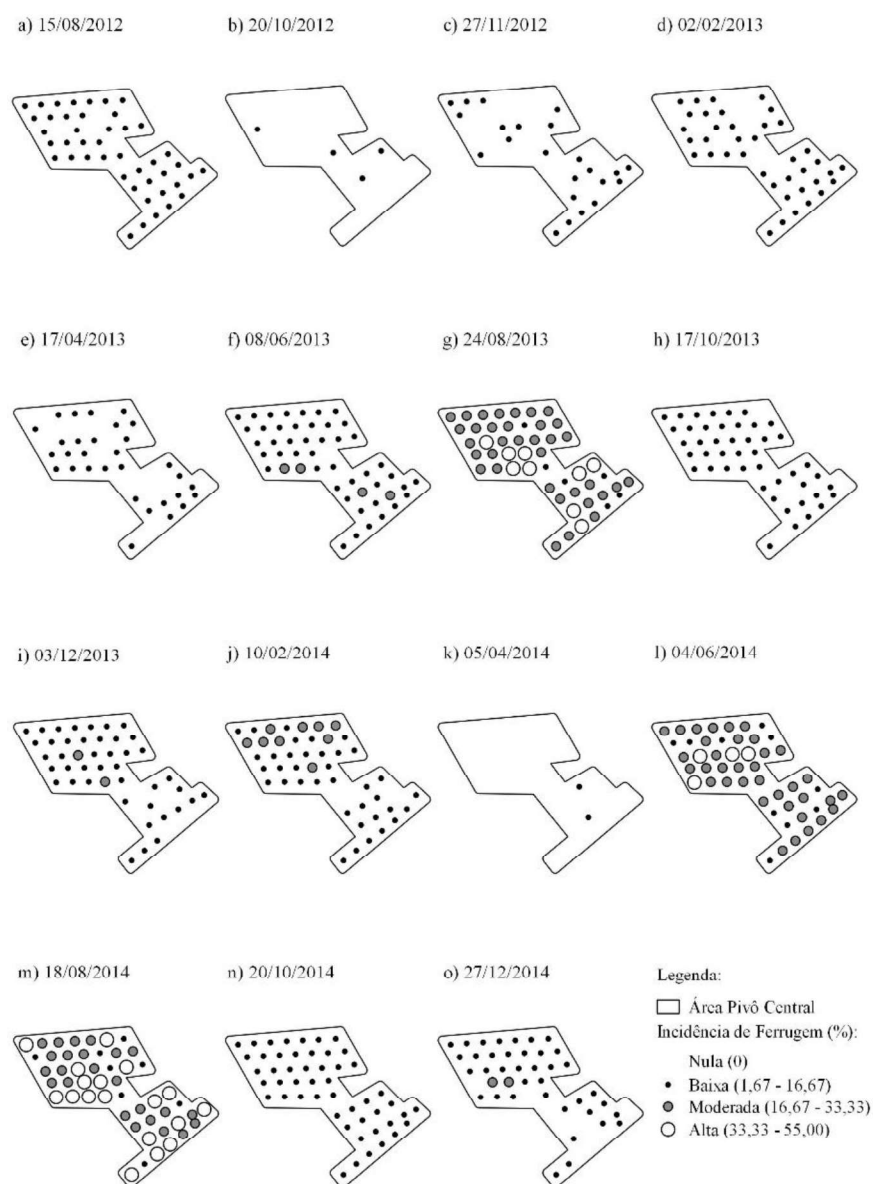 a) 15/08/2012
b) 20/10/2012
c) 27/11/2012
d) 02/02/2013
e) 17/04/2013
f) 08/06/2013
g) 24/08/2013
h) 17/10/2013
i) 03/12/2013
j) 10/02/2014
k) 05/04/2014
l) 04/06/2014
m) 18/08/2014
n) 20/10/2014
o) 27/12/2014
Legenda:
Área Pivô Central
Incidência de Ferrugem (%):
Nula (0)
Baixa (1,67 - 16,67)
Moderada (16,67 - 33,33)
Alta (33,33 - 55,00)